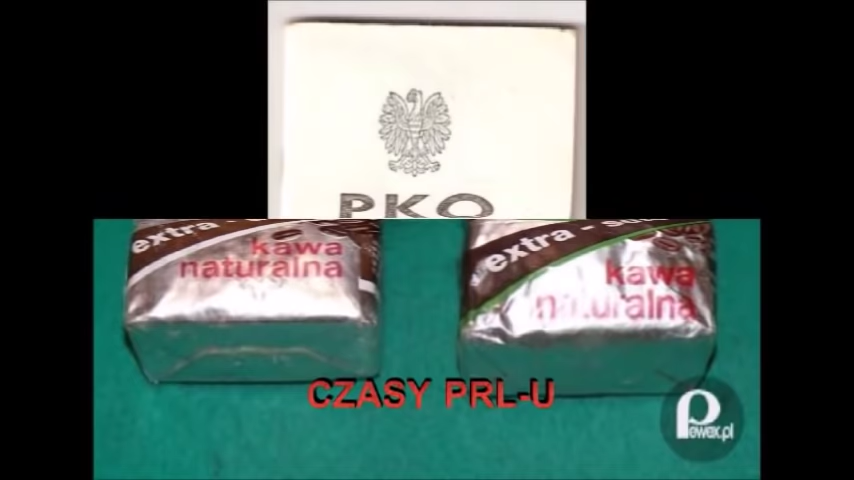 PKO
extra -
kawa
naturalna
extra -
kawa
naturalna
CZASY PRL-U
Pewex.pl